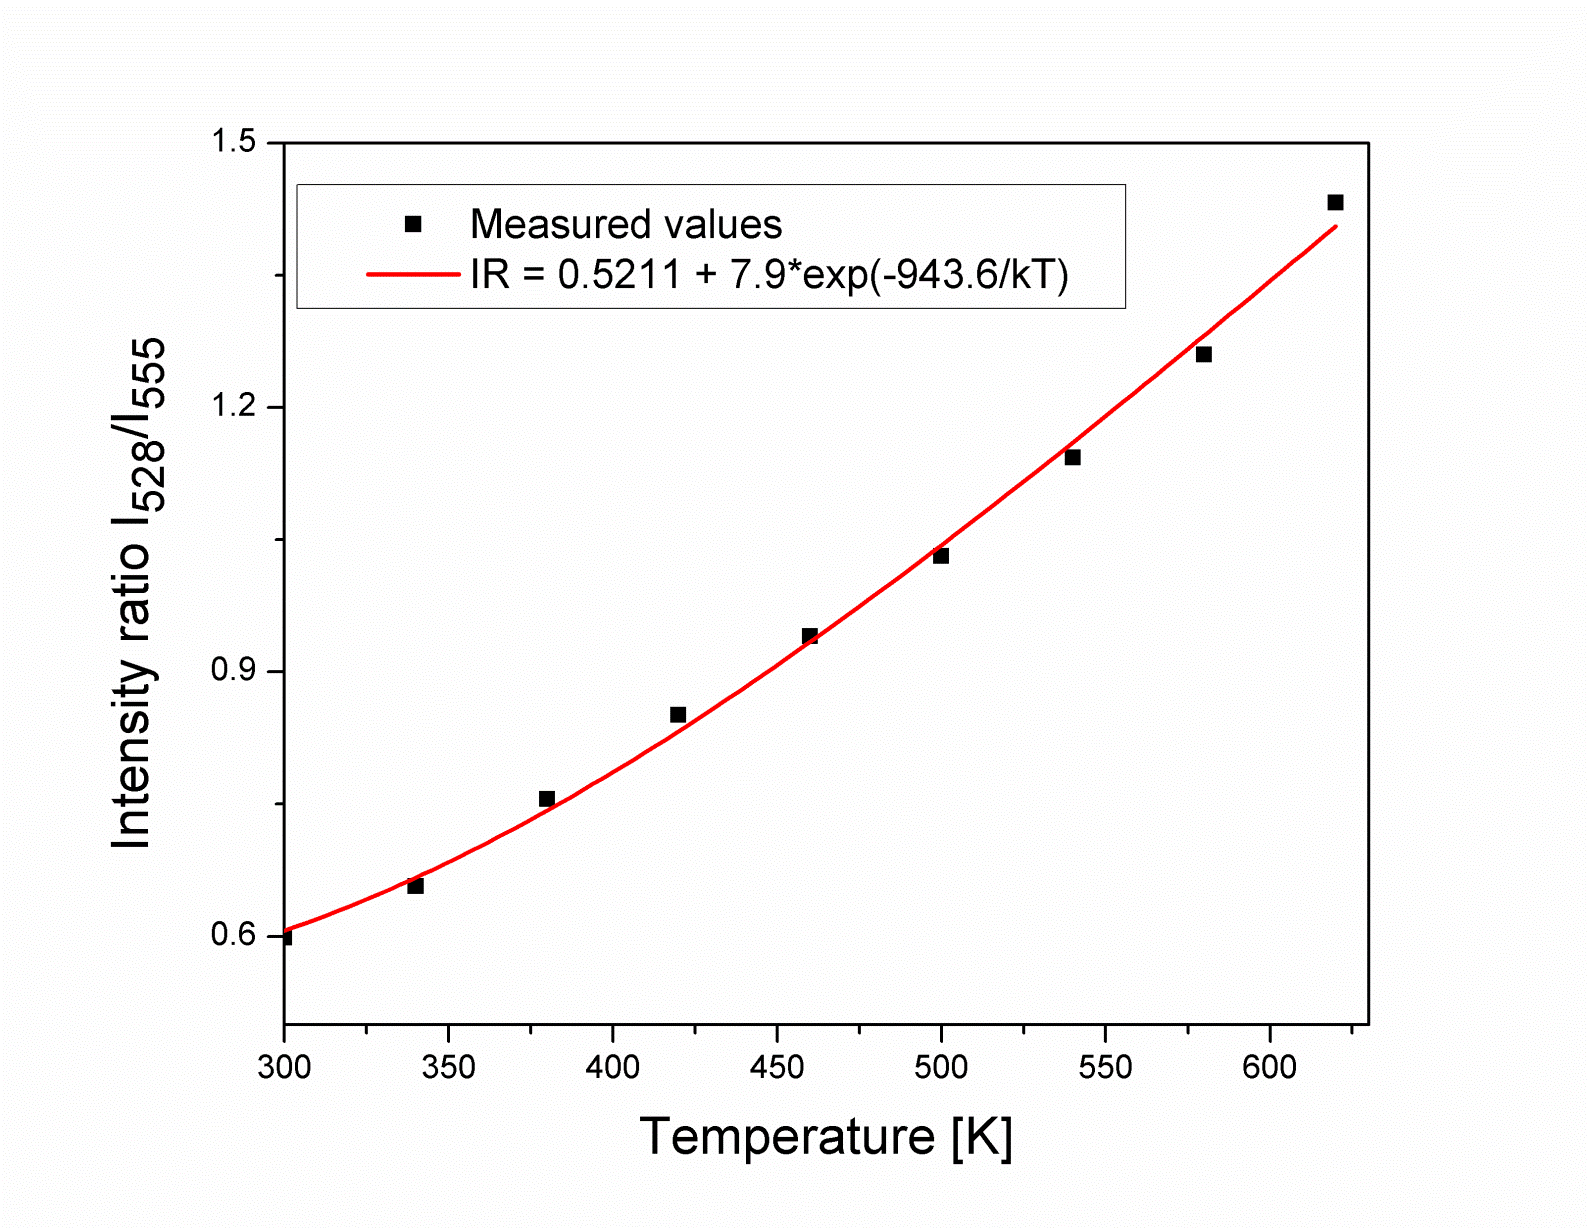 1.5
1.2
0.9
0.6
Measured values
IR = 0.5211 + 7.9*exp(-943.6/kT)
Intensity ratio I528/I555
300 350 400 450 500 550 600
Temperature [K]